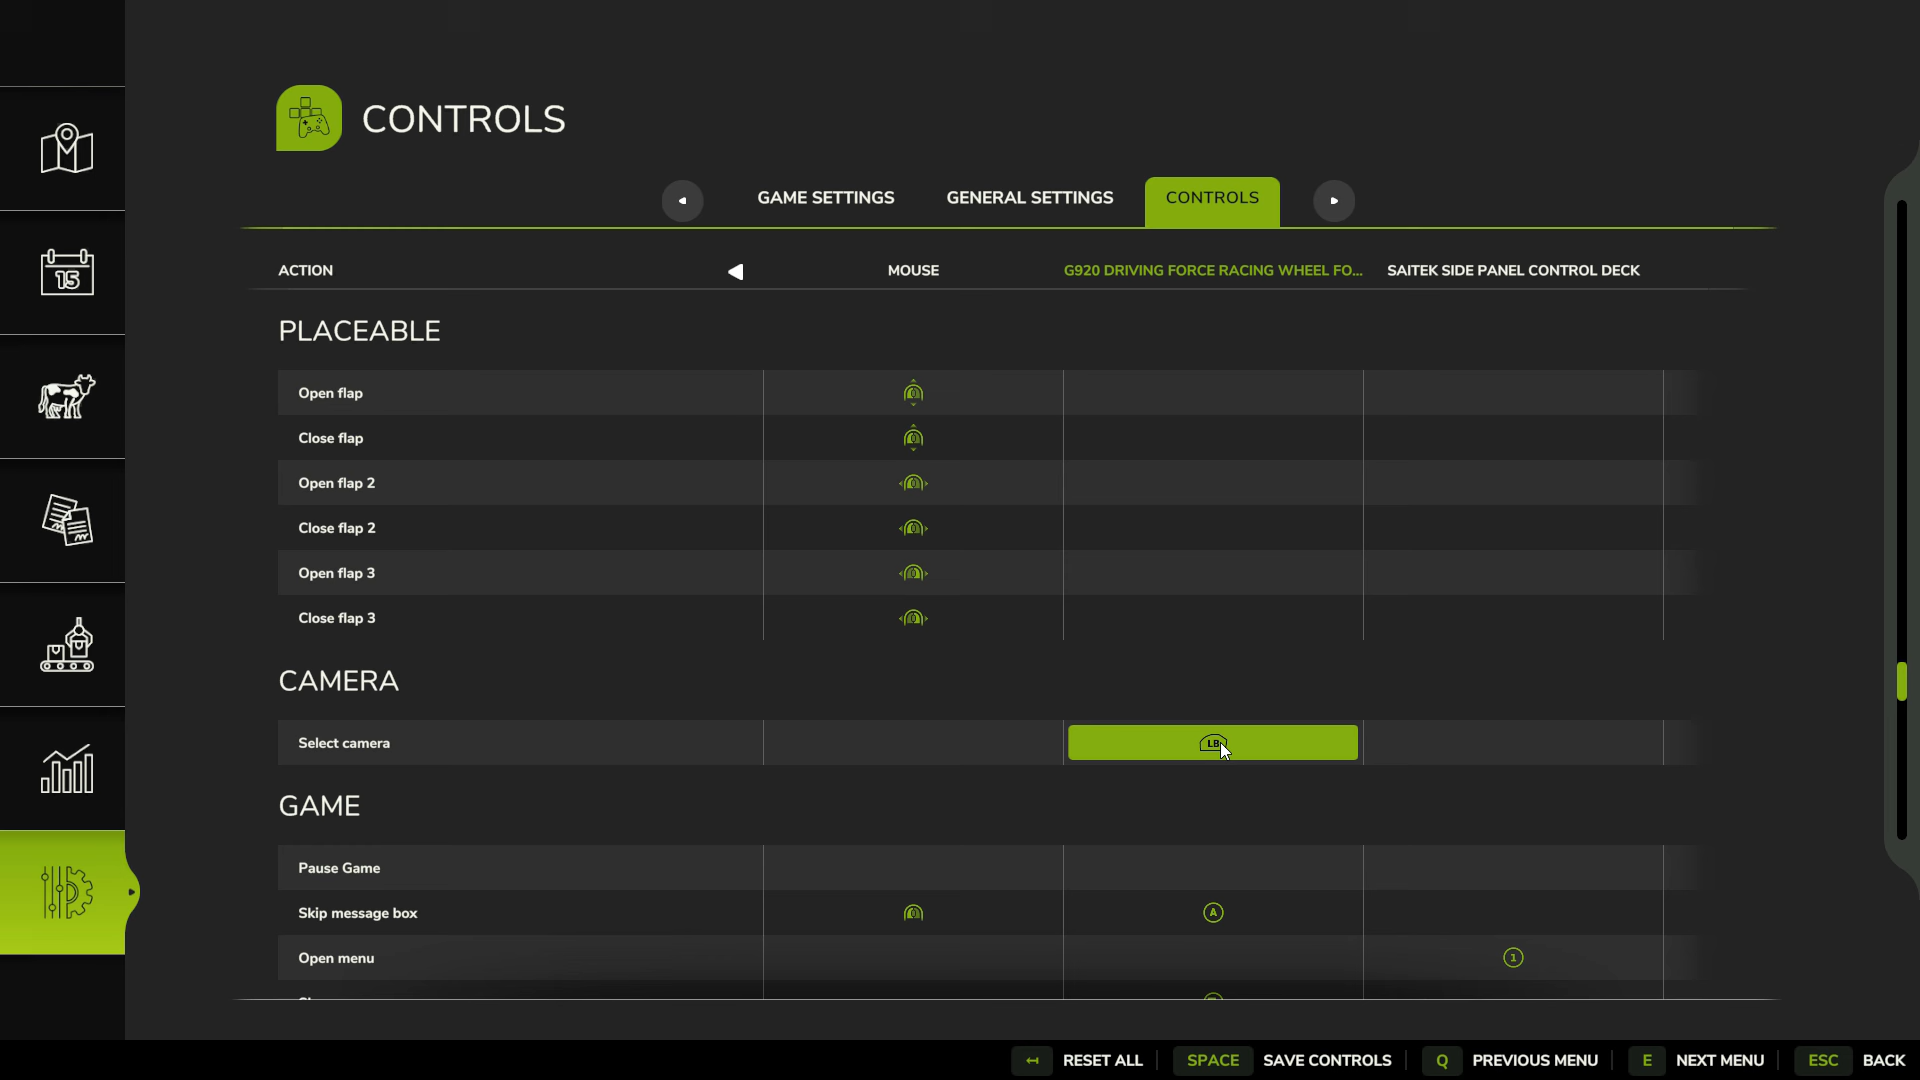 CONTROLS
GAME SETTINGS GENERAL SETTINGS CONTROLS
ACTION MOUSE G920 DRIVING FORCE RACING WHEEL FO... SAITEK SIDE PANEL CONTROL DECK
15
PLACEABLE
Open flap
Close flap
Open flap 2
Close flap 2
Open flap 3
Close flap 3
CAMERA
Select camera LB
GAME
Pause Game
Skip message box A
Open menu 1
RESET ALL SPACE SAVE CONTROLS Q PREVIOUS MENU E NEXT MENU ESC BACK